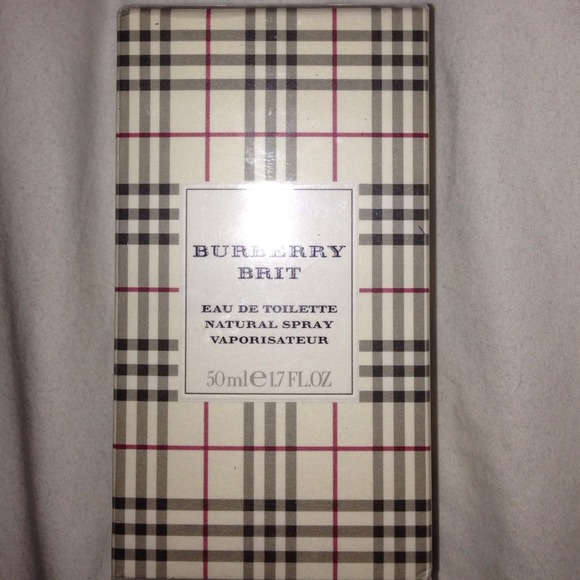 BURBERRY
BRIT
EAU DE TOILETTE
NATURAL SPRAY
VAPORISATEUR
50ml℮1.7 FL.OZ